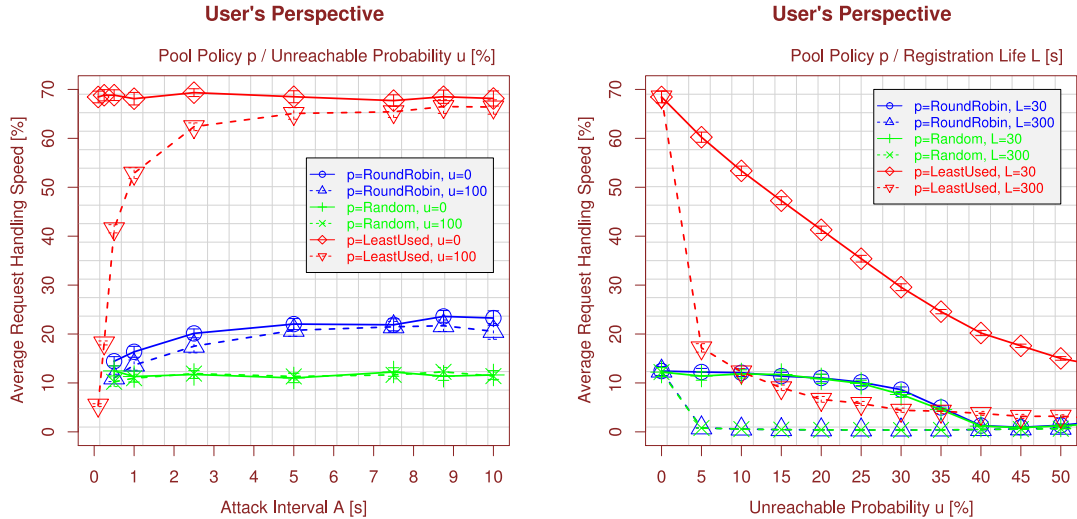 User's Perspective
Pool Policy p / Unreachable Probability u [%]
Average Request Handling Speed [%]
70
60
50
40
30
20
10
0
p=RoundRobin, u=0
p=RoundRobin, u=100
p=Random, u=0
p=Random, u=100
p=LeastUsed, u=0
p=LeastUsed, u=100
0 1 2 3 4 5 6 7 8 9 10
Attack Interval A [s]
User's Perspective
Pool Policy p / Registration Life L [s]
Average Request Handling Speed [%]
70
60
50
40
30
20
10
0
p=RoundRobin, L=30
p=RoundRobin, L=300
p=Random, L=30
p=Random, L=300
p=LeastUsed, L=30
p=LeastUsed, L=300
0 5 10 15 20 25 30 35 40 45 50
Unreachable Probability u [%]